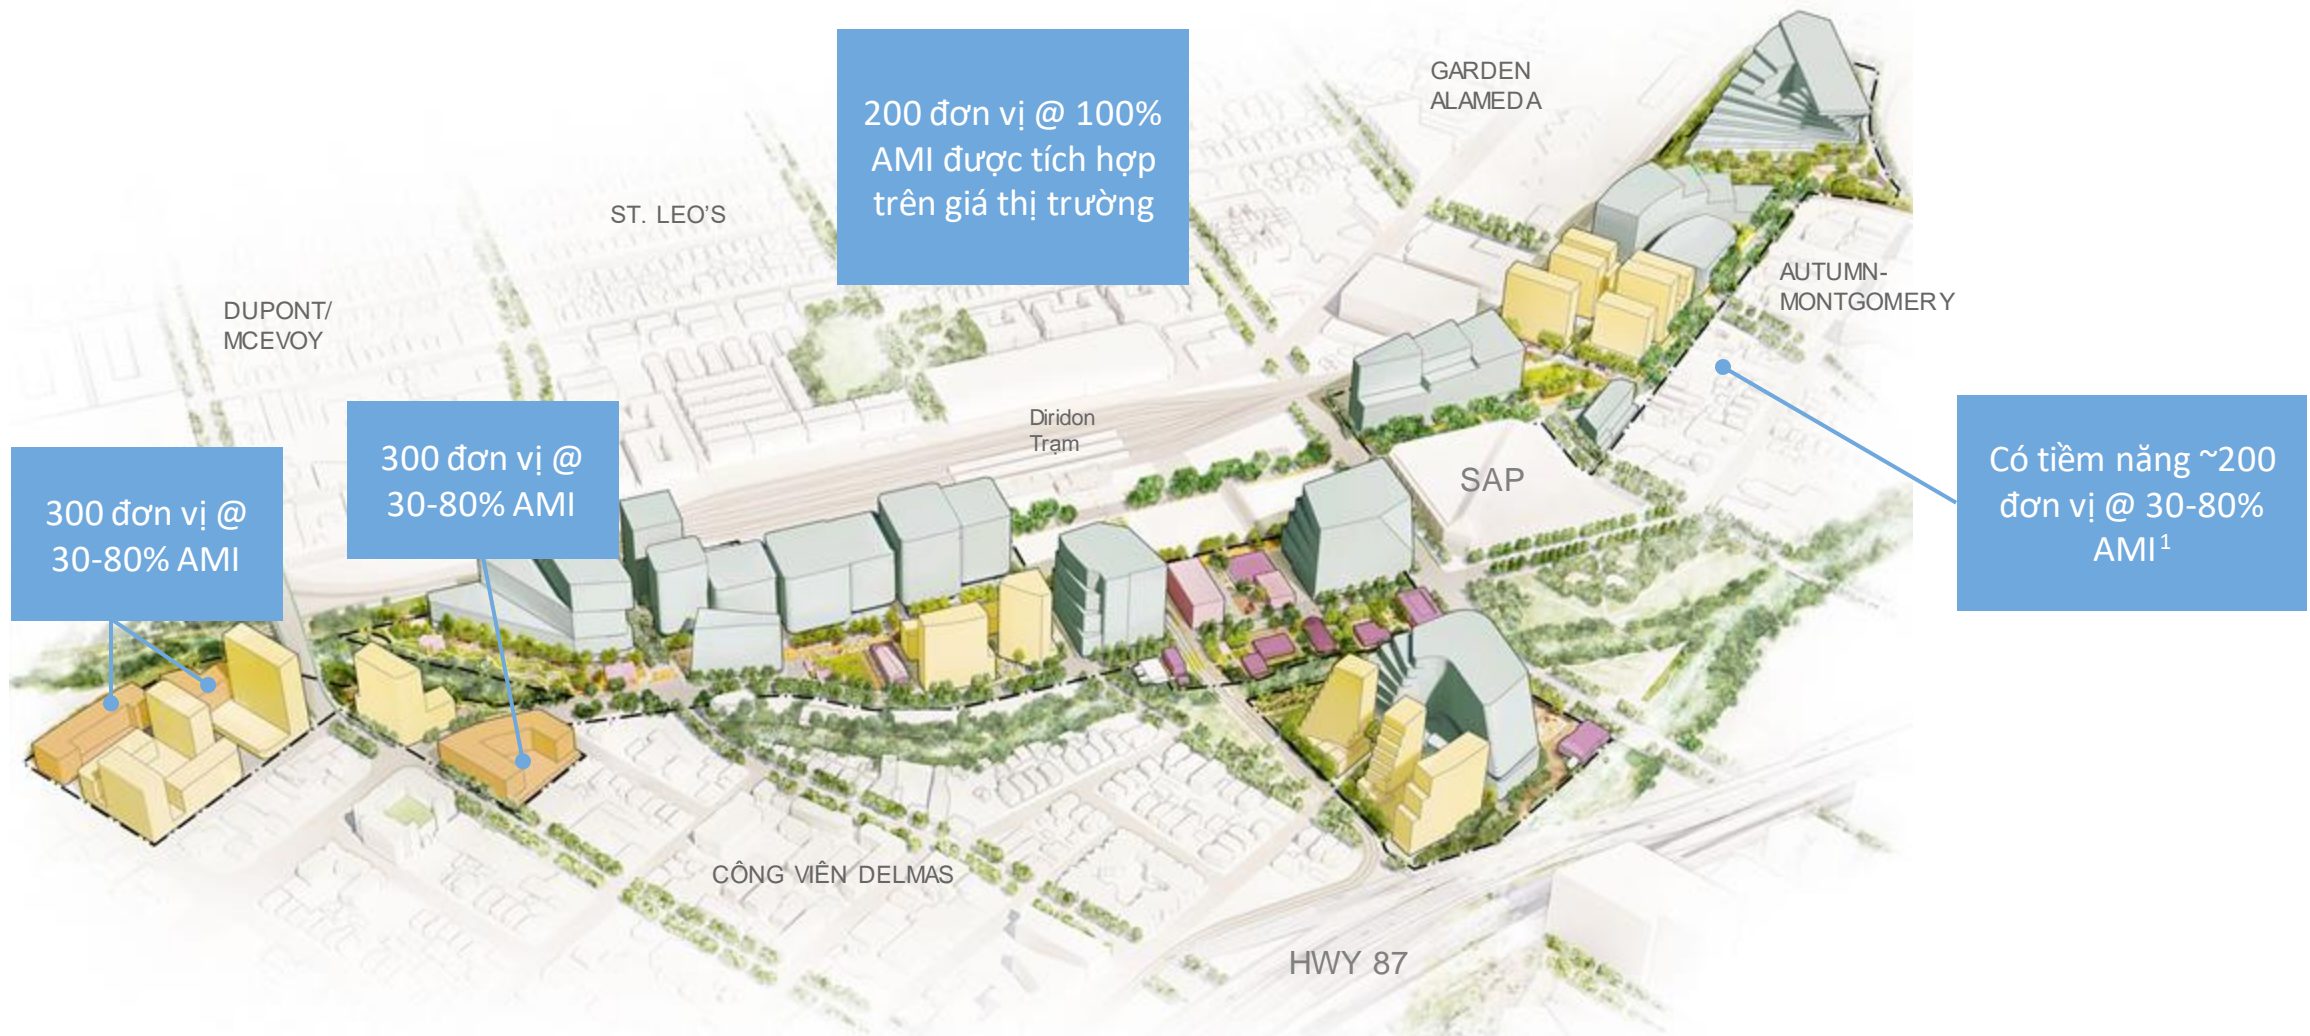 200 đơn vị @ 100%
AMI được tích hợp
trên giá thị trường
GARDEN
ALAMEDA
ST. LEO'S
DUPONT/
MCEVOY
AUTUMN-
MONTGOMERY
Diridon
Trạm
SAP
300 đơn vị @
30-80% AMI
300 đơn vị @
30-80% AMI
Có tiềm năng ~200
đơn vị @ 30-80%
AMI¹
CÔNG VIÊN DELMAS
HWY 87